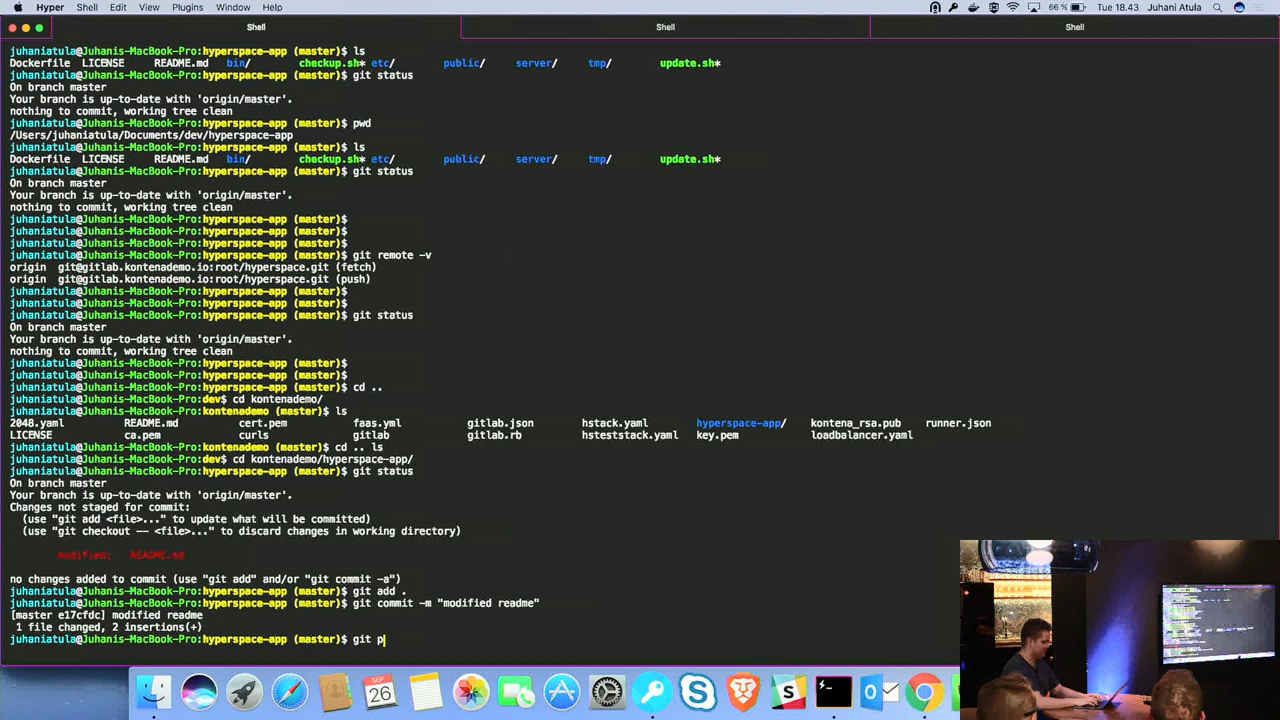 Hyper Shell Edit View Plugins Window Help 66 % Tue 18.43 Juhani Atula
Shell Shell Shell
juhaniatula@Juhanis-MacBook-Pro:hyperspace-app (master)$ ls
Dockerfile LICENSE README.md bin/ checkup.sh* etc/ public/ server/ tmp/ update.sh*
juhaniatula@Juhanis-MacBook-Pro:hyperspace-app (master)$ git status
On branch master
Your branch is up-to-date with 'origin/master'.
nothing to commit, working tree clean
juhaniatula@Juhanis-MacBook-Pro:hyperspace-app (master)$ pwd
/Users/juhaniatula/Documents/dev/hyperspace-app
juhaniatula@Juhanis-MacBook-Pro:hyperspace-app (master)$ ls
Dockerfile LICENSE README.md bin/ checkup.sh* etc/ public/ server/ tmp/ update.sh*
juhaniatula@Juhanis-MacBook-Pro:hyperspace-app (master)$ git status
On branch master
Your branch is up-to-date with 'origin/master'.
nothing to commit, working tree clean
juhaniatula@Juhanis-MacBook-Pro:hyperspace-app (master)$
juhaniatula@Juhanis-MacBook-Pro:hyperspace-app (master)$
juhaniatula@Juhanis-MacBook-Pro:hyperspace-app (master)$
juhaniatula@Juhanis-MacBook-Pro:hyperspace-app (master)$ git remote -v
origin git@gitlab.kontenademo.io:root/hyperspace.git (fetch)
origin git@gitlab.kontenademo.io:root/hyperspace.git (push)
juhaniatula@Juhanis-MacBook-Pro:hyperspace-app (master)$
juhaniatula@Juhanis-MacBook-Pro:hyperspace-app (master)$
juhaniatula@Juhanis-MacBook-Pro:hyperspace-app (master)$ git status
On branch master
Your branch is up-to-date with 'origin/master'.
nothing to commit, working tree clean
juhaniatula@Juhanis-MacBook-Pro:hyperspace-app (master)$
juhaniatula@Juhanis-MacBook-Pro:hyperspace-app (master)$
juhaniatula@Juhanis-MacBook-Pro:hyperspace-app (master)$ cd ..
juhaniatula@Juhanis-MacBook-Pro:dev$ cd kontenademo/
juhaniatula@Juhanis-MacBook-Pro:kontenademo (master)$ ls
2048.yaml README.md cert.pem faas.yml gitlab.json hstack.yaml hyperspace-app/ kontena_rsa.pub runner.json
LICENSE ca.pem curls gitlab gitlab.rb hsteststack.yaml key.pem loadbalancer.yaml
juhaniatula@Juhanis-MacBook-Pro:kontenademo (master)$ cd .. ls
juhaniatula@Juhanis-MacBook-Pro:dev$ cd kontenademo/hyperspace-app/
juhaniatula@Juhanis-MacBook-Pro:hyperspace-app (master)$ git status
On branch master
Your branch is up-to-date with 'origin/master'.
Changes not staged for commit:
(use "git add <file>..." to update what will be committed)
(use "git checkout -- <file>..." to discard changes in working directory)
modified: README.md
no changes added to commit (use "git add" and/or "git commit -a")
juhaniatula@Juhanis-MacBook-Pro:hyperspace-app (master)$ git add .
juhaniatula@Juhanis-MacBook-Pro:hyperspace-app (master)$ git commit -m "modified readme"
[master e17cfdc] modified readme
1 file changed, 2 insertions(+)
juhaniatula@Juhanis-MacBook-Pro:hyperspace-app (master)$ git p
SEP
26